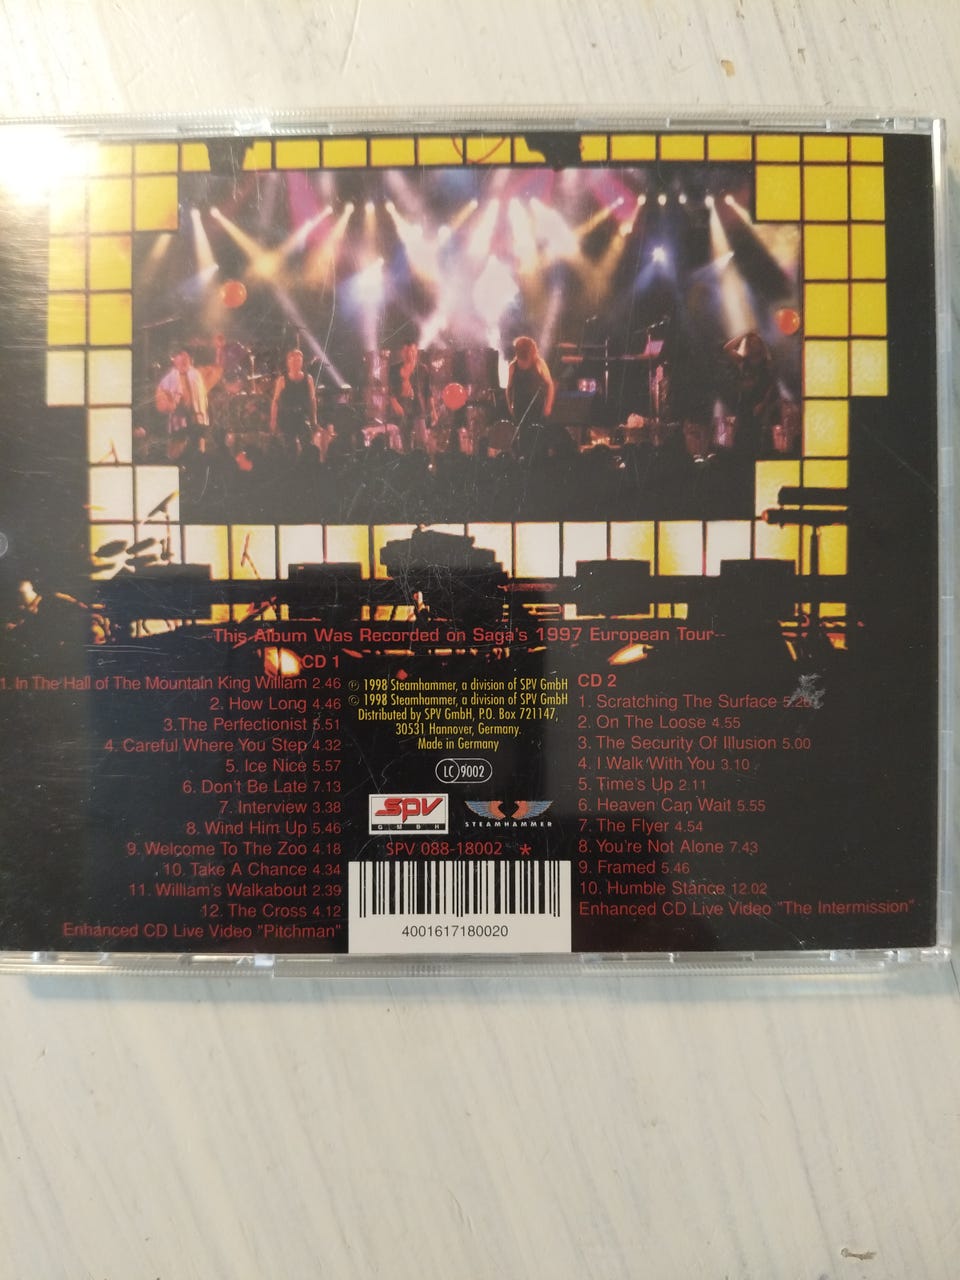 --This Album Was Recorded on Saga's 1997 European Tour--
CD 1
1. In The Hall of The Mountain King William 2.46
2. How Long 4.46
3.The Perfectionist 5.51
4. Careful Where You Step 4.32
5. Ice Nice 5.57
6. Don't Be Late 7.13
7. Interview 3.38
8. Wind Him Up 5.46
9. Welcome To The Zoo 4.18
10. Take A Chance 4.34
11. William's Walkabout 2.39
12. The Cross 4.12
Enhanced CD Live Video "Pitchman"
℗ 1998 Steamhammer, a division of SPV GmbH
© 1998 Steamhammer, a division of SPV GmbH
Distributed by SPV GmbH, P.O. Box 721147,
30531 Hannover, Germany.
Made in Germany
LC 9002
SPV
GMBH
STEAMHAMMER
SPV 088-18002 *
4001617180020
CD 2
1. Scratching The Surface
2. On The Loose 4.55
3. The Security Of Illusion 5.00
4. I Walk With You 3.10
5. Time's Up 2.11
6. Heaven Can Wait 5.55
7. The Flyer 4.54
8. You're Not Alone 7.43
9. Framed 5.46
10. Humble Stance 12.02
Enhanced CD Live Video "The Intermission"